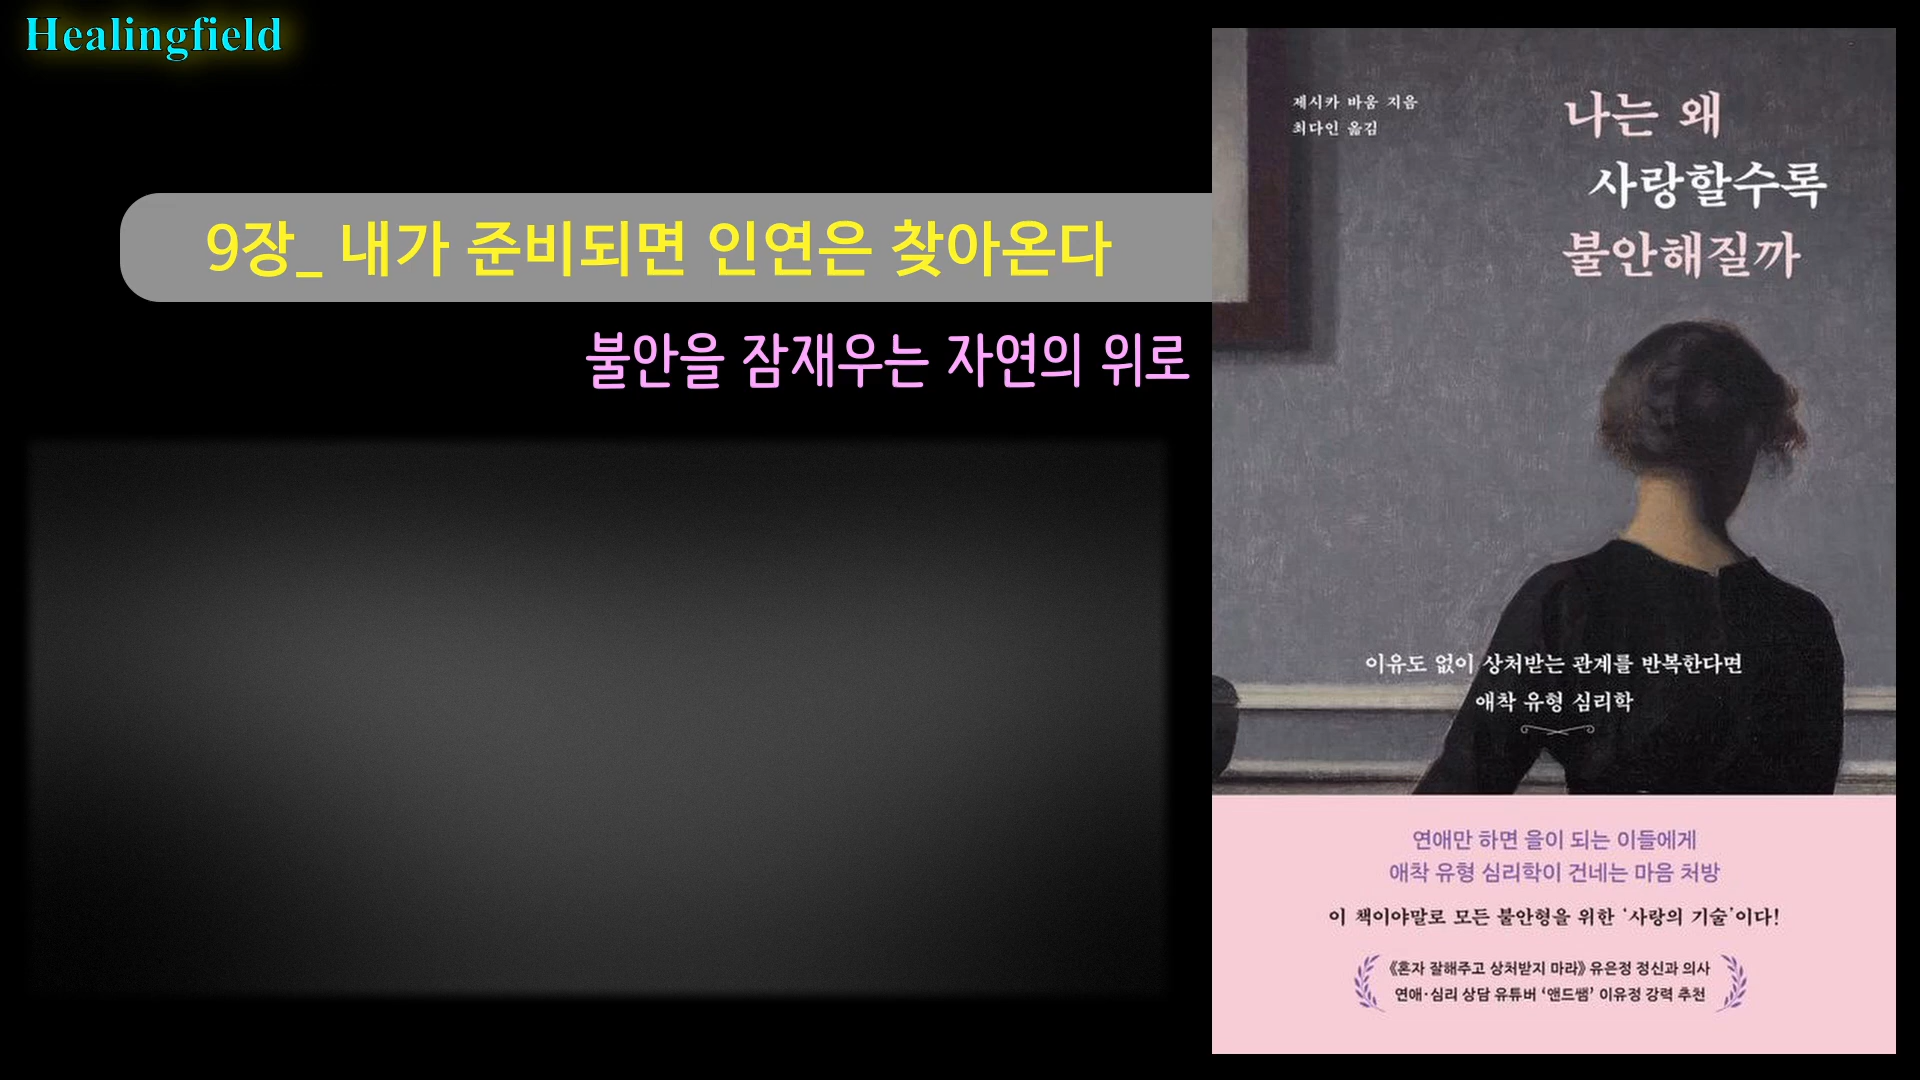 Healingfield
9장_ 내가 준비되면 인연은 찾아온다
불안을 잠재우는 자연의 위로
제시카 바움 지음
최다인 옮김
나는 왜
사랑할수록
불안해질까
이유도 없이 상처받는 관계를 반복한다면
애착 유형 심리학
연애만 하면 을이 되는 이들에게
애착 유형 심리학이 건네는 마음 처방
이 책이야말로 모든 불안형을 위한 ‘사랑의 기술’이다!
《혼자 잘해주고 상처받지 마라》 유은정 정신과 의사
연애·심리 상담 유튜버 ‘앤드쌤’ 이유정 강력 추천